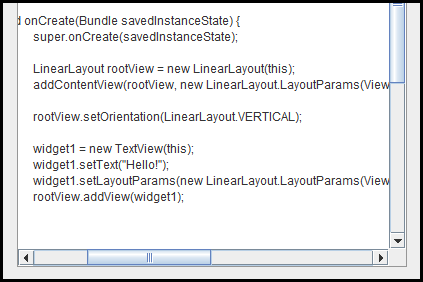 d onCreate(Bundle savedInstanceState) {
super.onCreate(savedInstanceState);
LinearLayout rootView = new LinearLayout(this);
addContentView(rootView, new LinearLayout.LayoutParams(View
rootView.setOrientation(LinearLayout.VERTICAL);
widget1 = new TextView(this);
widget1.setText("Hello!");
widget1.setLayoutParams(new LinearLayout.LayoutParams(View
rootView.addView(widget1);